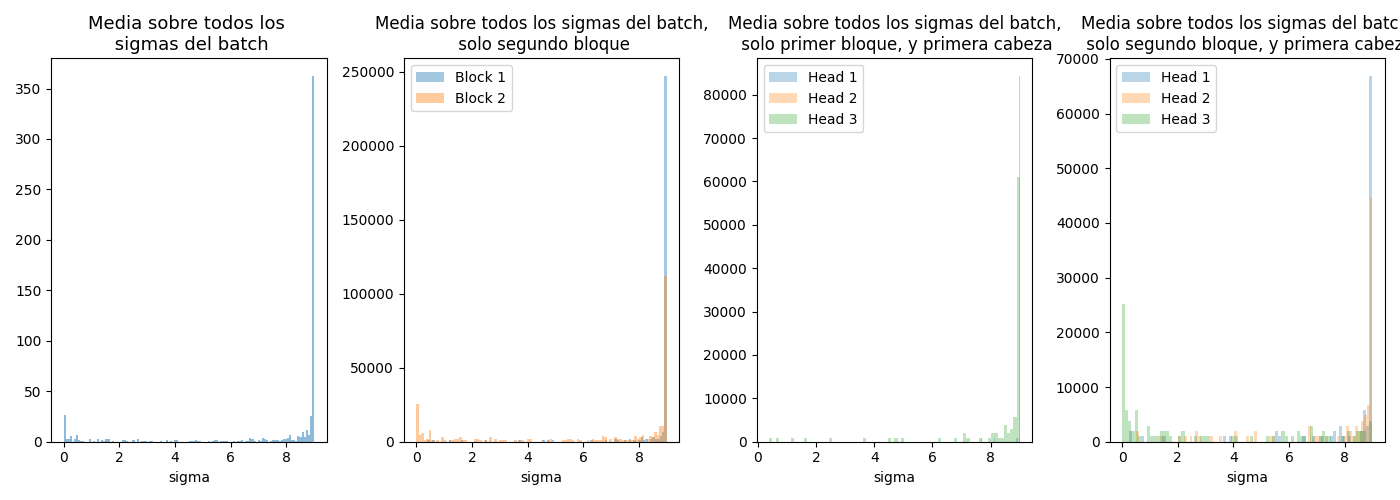 Media sobre todos los
sigmas del batch
350
300
250
200
150
100
50
0
0 2 4 6 8
sigma
Media sobre todos los sigmas del batch,
solo segundo bloque
Block 1
Block 2
250000
200000
150000
100000
50000
0
0 2 4 6 8
sigma
Media sobre todos los sigmas del batch,
solo primer bloque, y primera cabeza
Head 1
Head 2
Head 3
80000
70000
60000
50000
40000
30000
20000
10000
0
0 2 4 6 8
sigma
Media sobre todos los sigmas del batc
solo segundo bloque, y primera cabez
Head 1
Head 2
Head 3
70000
60000
50000
40000
30000
20000
10000
0
0 2 4 6 8
sigma